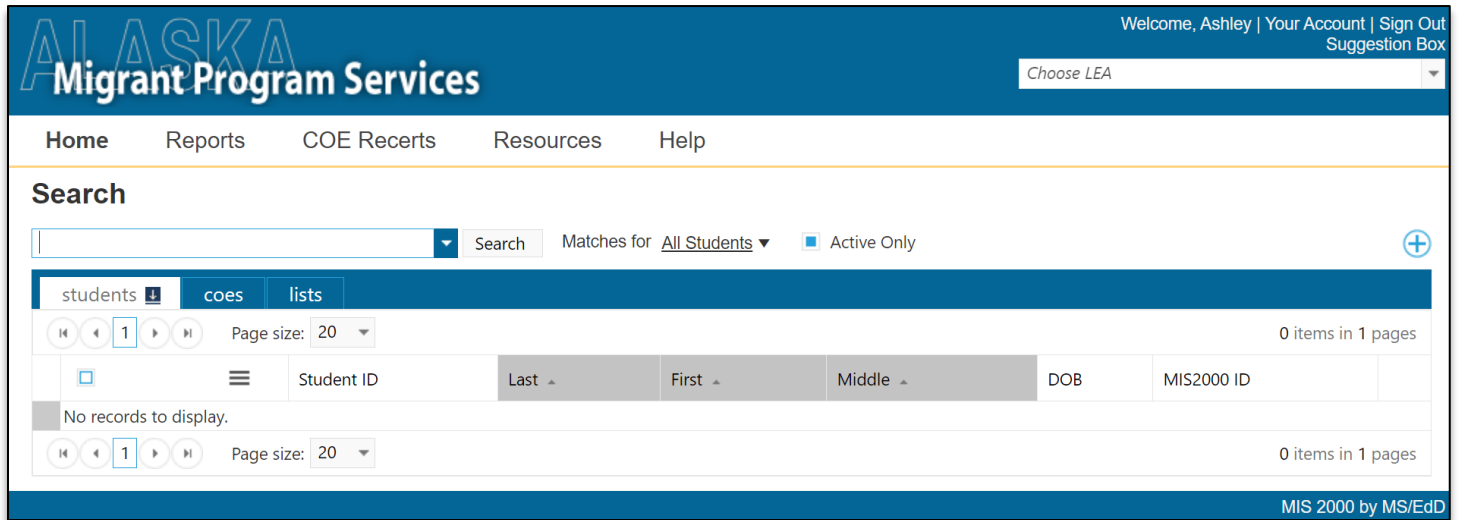 ALASKA
Migrant Program Services
Welcome, Ashley | Your Account | Sign Out
Suggestion Box
Choose LEA
Home Reports COE Recerts Resources Help
Search
Search Matches for All Students Active Only
students coes lists
1 Page size: 20 0 items in 1 pages
Student ID Last First Middle DOB MIS2000 ID
No records to display.
1 Page size: 20 0 items in 1 pages
MIS 2000 by MS/EdD